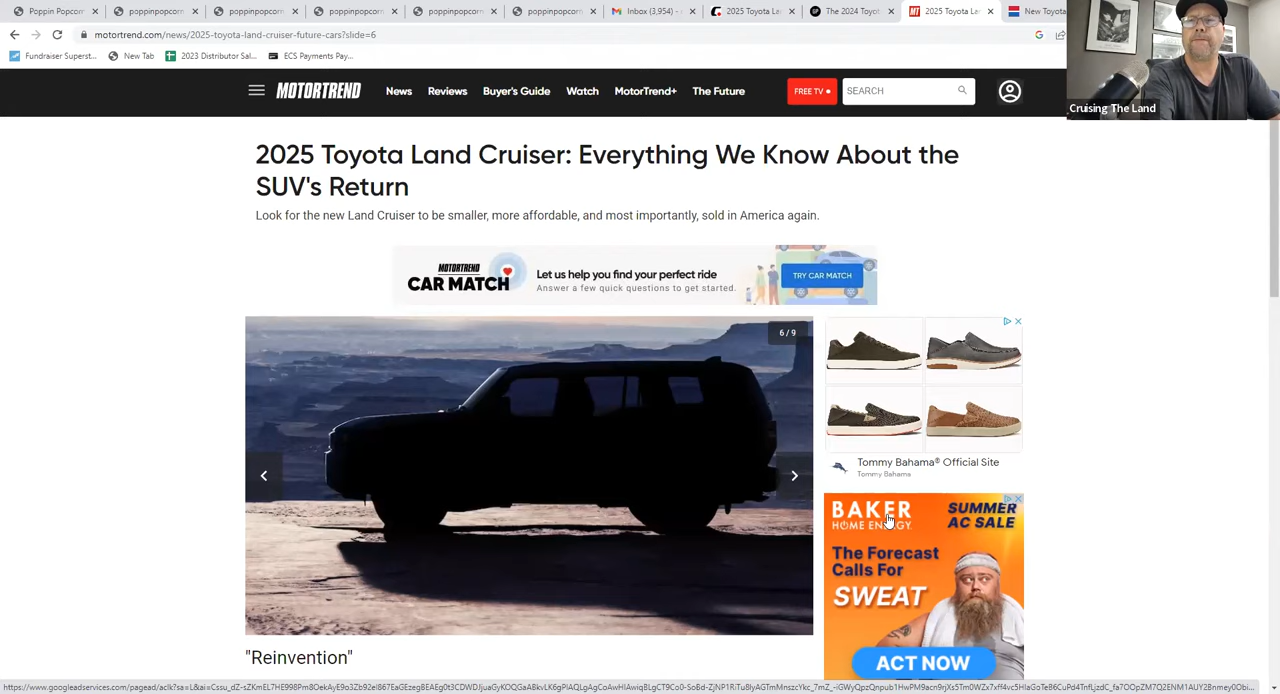 Poppin Popcorn
poppinpopcorn
poppinpopcorn
poppinpopcorn
poppinpopcorn
poppinpopcorn
Inbox (3,954) -
2025 Toyota La
The 2024 Toyot
2025 Toyota La
New Toyota
motortrend.com/news/2025-toyota-land-cruiser-future-cars?slide=6
Fundraiser Superst...
New Tab
2023 Distributor Sal...
ECS Payments Pay...
Cruising The Land
MOTORTREND
News
Reviews
Buyer's Guide
Watch
MotorTrend+
The Future
FREE TV
SEARCH
2025 Toyota Land Cruiser: Everything We Know About the
SUV's Return
Look for the new Land Cruiser to be smaller, more affordable, and most importantly, sold in America again.
MOTORTREND
CAR MATCH
Let us help you find your perfect ride
Answer a few quick questions to get started.
TRY CAR MATCH
6 / 9
Tommy Bahama® Official Site
Tommy Bahama
BAKER
HOME ENERGY.
SUMMER
AC SALE
The Forecast
Calls For
SWEAT
ACT NOW
"Reinvention"